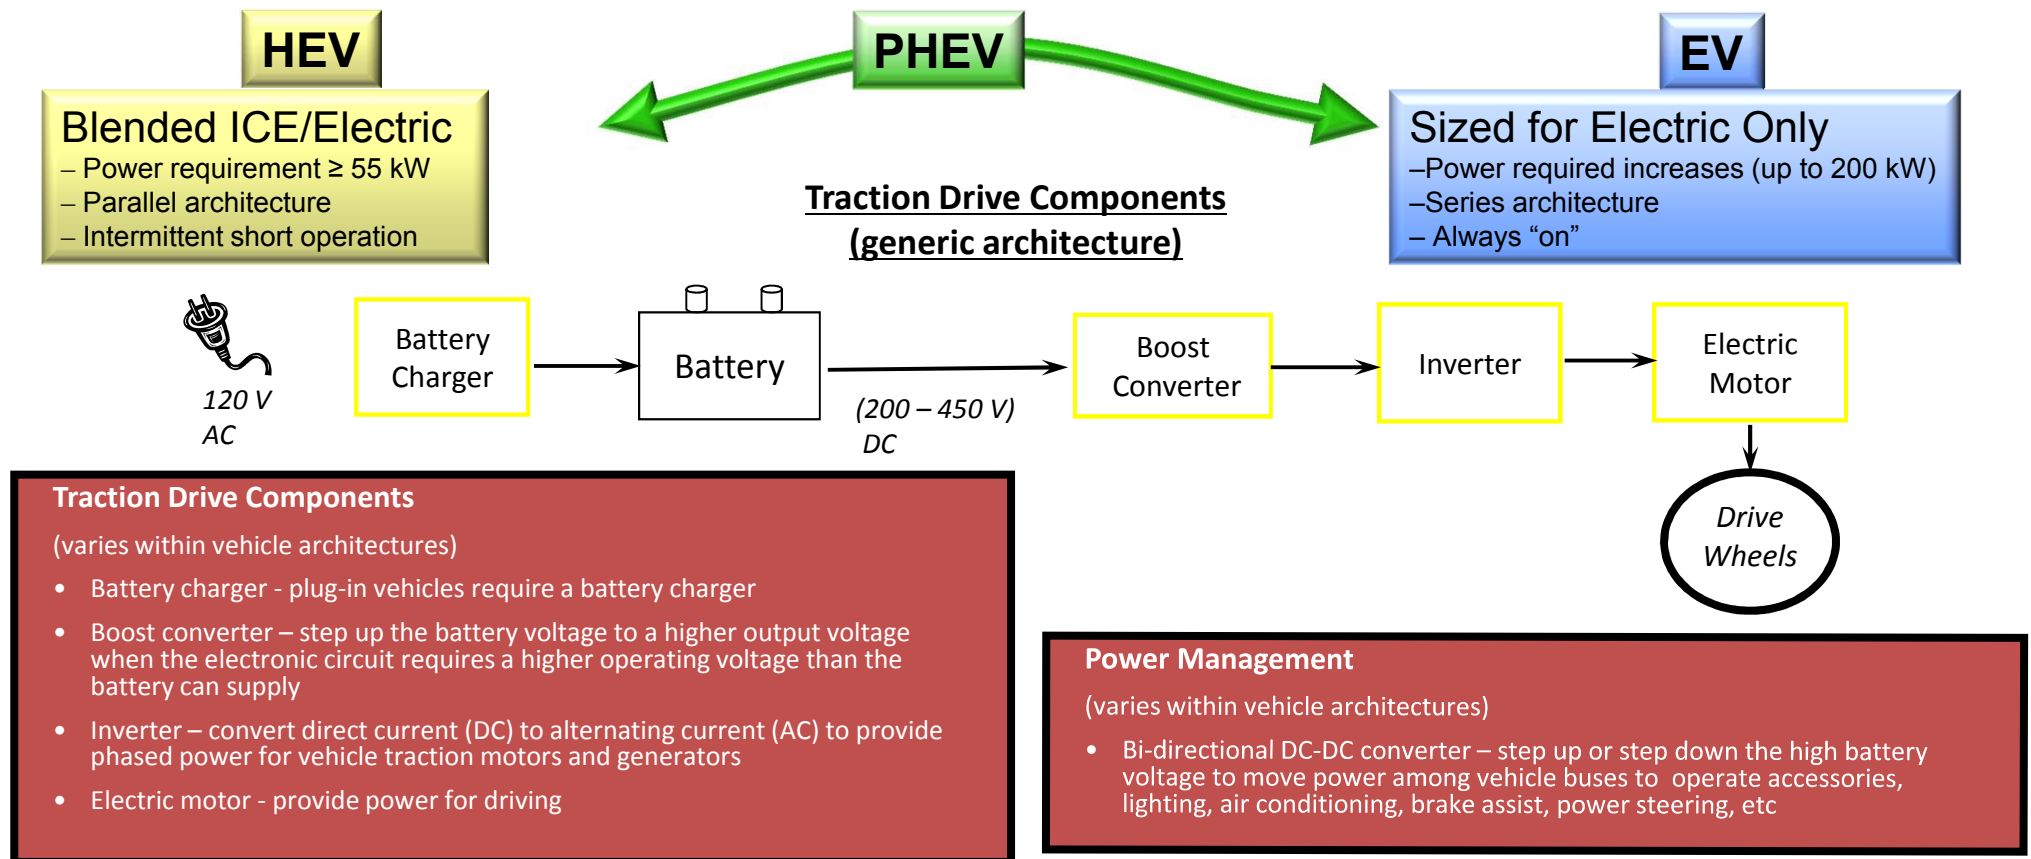 HEV
PHEV
EV
Blended ICE/Electric
– Power requirement ≥ 55 kW
– Parallel architecture
– Intermittent short operation
Sized for Electric Only
–Power required increases (up to 200 kW)
–Series architecture
– Always “on”
Traction Drive Components
(generic architecture)
120 V
AC
Battery
Charger
Battery
(200 – 450 V)
DC
Boost
Converter
Inverter
Electric
Motor
Drive
Wheels
Traction Drive Components
(varies within vehicle architectures)
• Battery charger - plug-in vehicles require a battery charger
• Boost converter – step up the battery voltage to a higher output voltage
when the electronic circuit requires a higher operating voltage than the
battery can supply
• Inverter – convert direct current (DC) to alternating current (AC) to provide
phased power for vehicle traction motors and generators
• Electric motor - provide power for driving
Power Management
(varies within vehicle architectures)
• Bi-directional DC-DC converter – step up or step down the high battery
voltage to move power among vehicle buses to operate accessories,
lighting, air conditioning, brake assist, power steering, etc